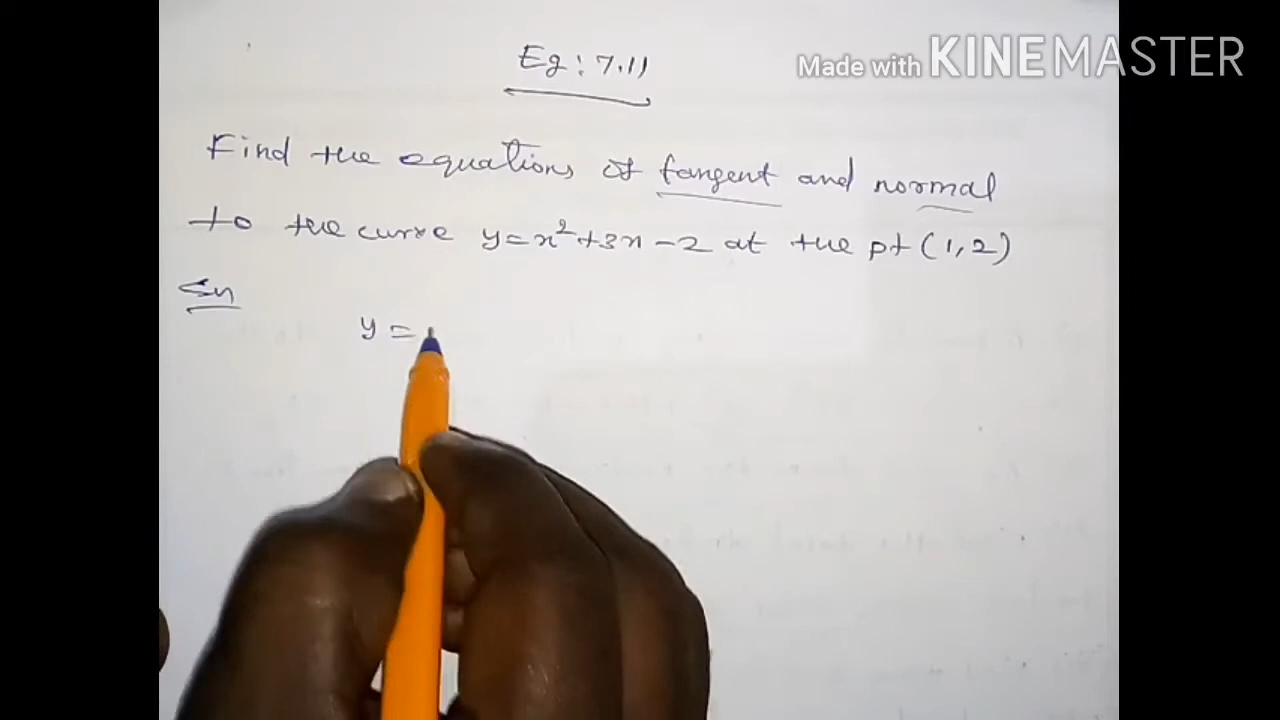 Eg: 7.11
Made with KINEMASTER
Find the equations of tangent and normal
to the curve y=x²+3x-2 at the pt (1,2)
Sn
y =